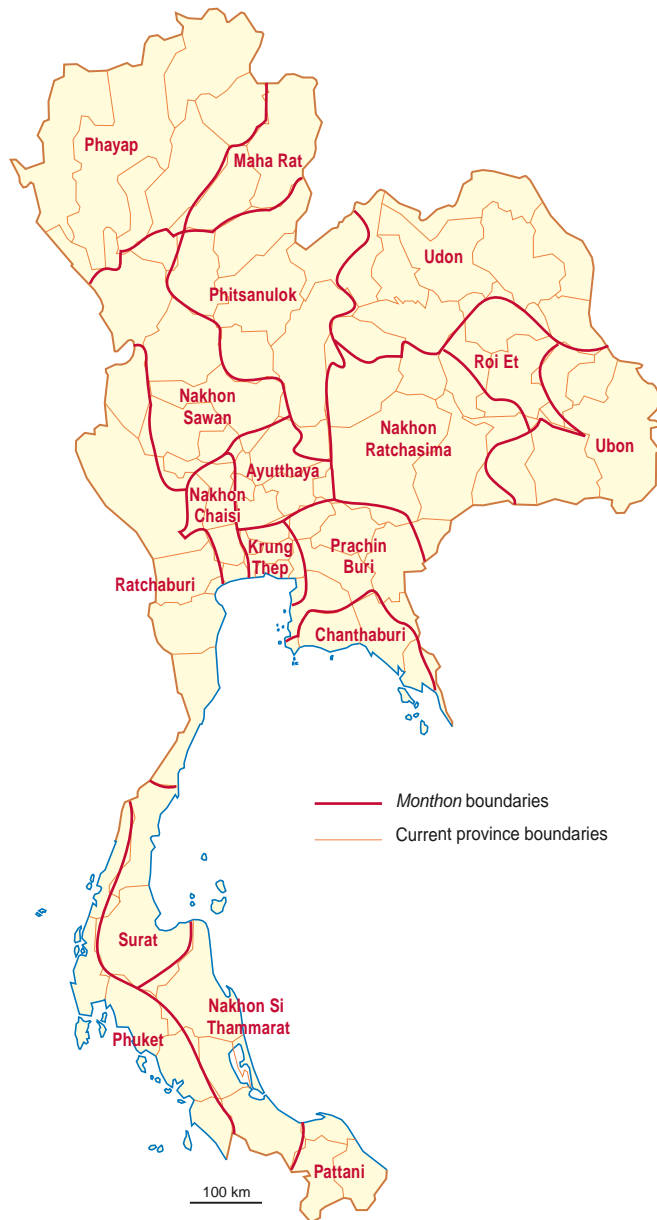 Phayap
Maha Rat
Udon
Phitsanulok
Roi Et
Nakhon
Sawan
Nakhon
Ratchasima
Ubon
Ayutthaya
Nakhon
Chaisi
Krung
Thep
Prachin
Buri
Ratchaburi
Chanthaburi
Monthon boundaries
Current province boundaries
Surat
Nakhon Si
Thammarat
Phuket
Pattani
100 km